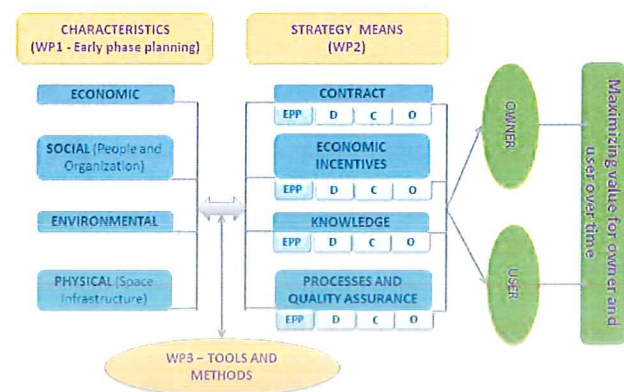 CHARACTERISTICS
(WP1 - Early phase planning)
STRATEGY MEANS
(WP2)
ECONOMIC
SOCIAL (People and
Organization)
ENVIRONMENTAL
PHYSICAL (Space
Infrastructure)
CONTRACT
EPP D C O
ECONOMIC
INCENTIVES
EPP D C O
KNOWLEDGE
EPP D C O
PROCESSES AND
QUALITY ASSURANCE
EPP D C O
WP3 – TOOLS AND
METHODS
OWNER
USER
Maximizing value for owner and
user over time